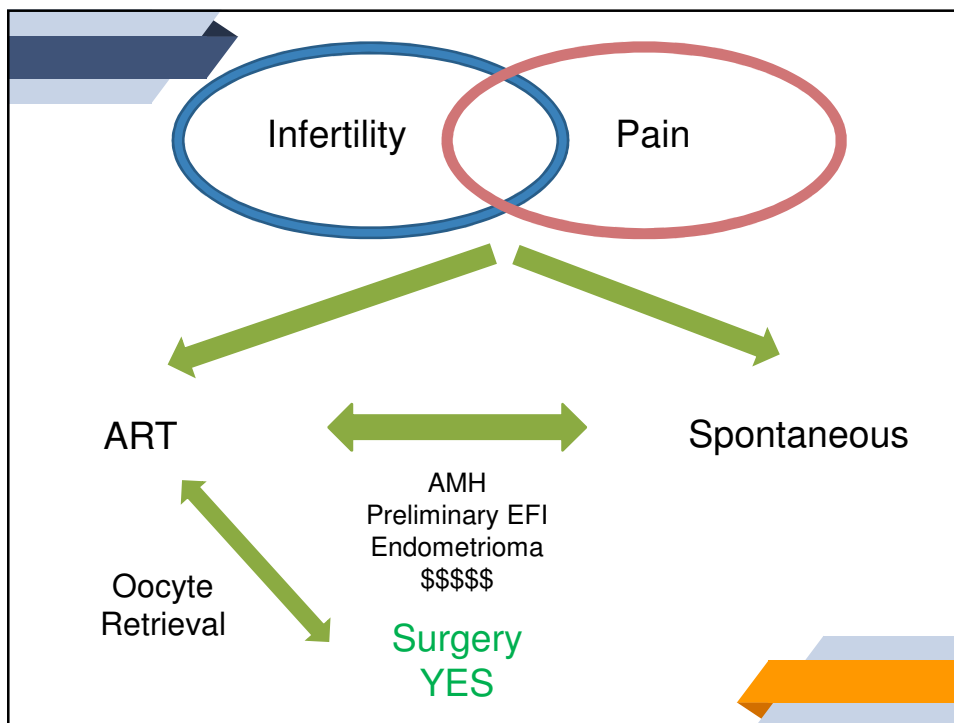 Infertility
Pain
ART
Spontaneous
AMH
Preliminary EFI
Endometrioma
$$$$$
Oocyte
Retrieval
Surgery
YES